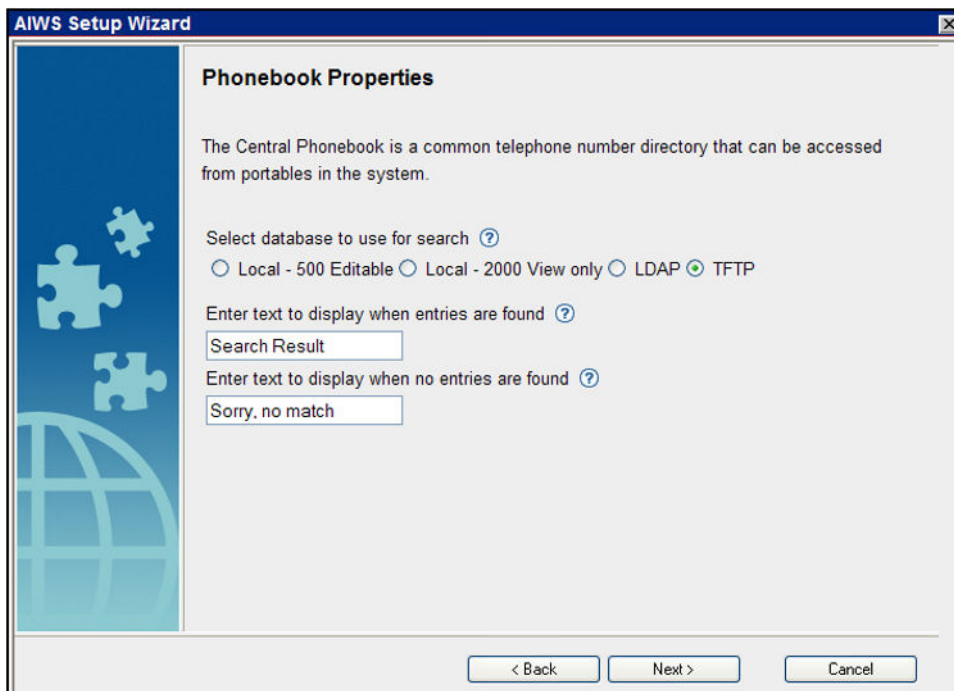 AIWS Setup Wizard
Phonebook Properties
The Central Phonebook is a common telephone number directory that can be accessed
from portables in the system.
Select database to use for search ?
Local - 500 Editable Local - 2000 View only LDAP TFTP
Enter text to display when entries are found ?
Search Result
Enter text to display when no entries are found ?
Sorry, no match
< Back Next > Cancel